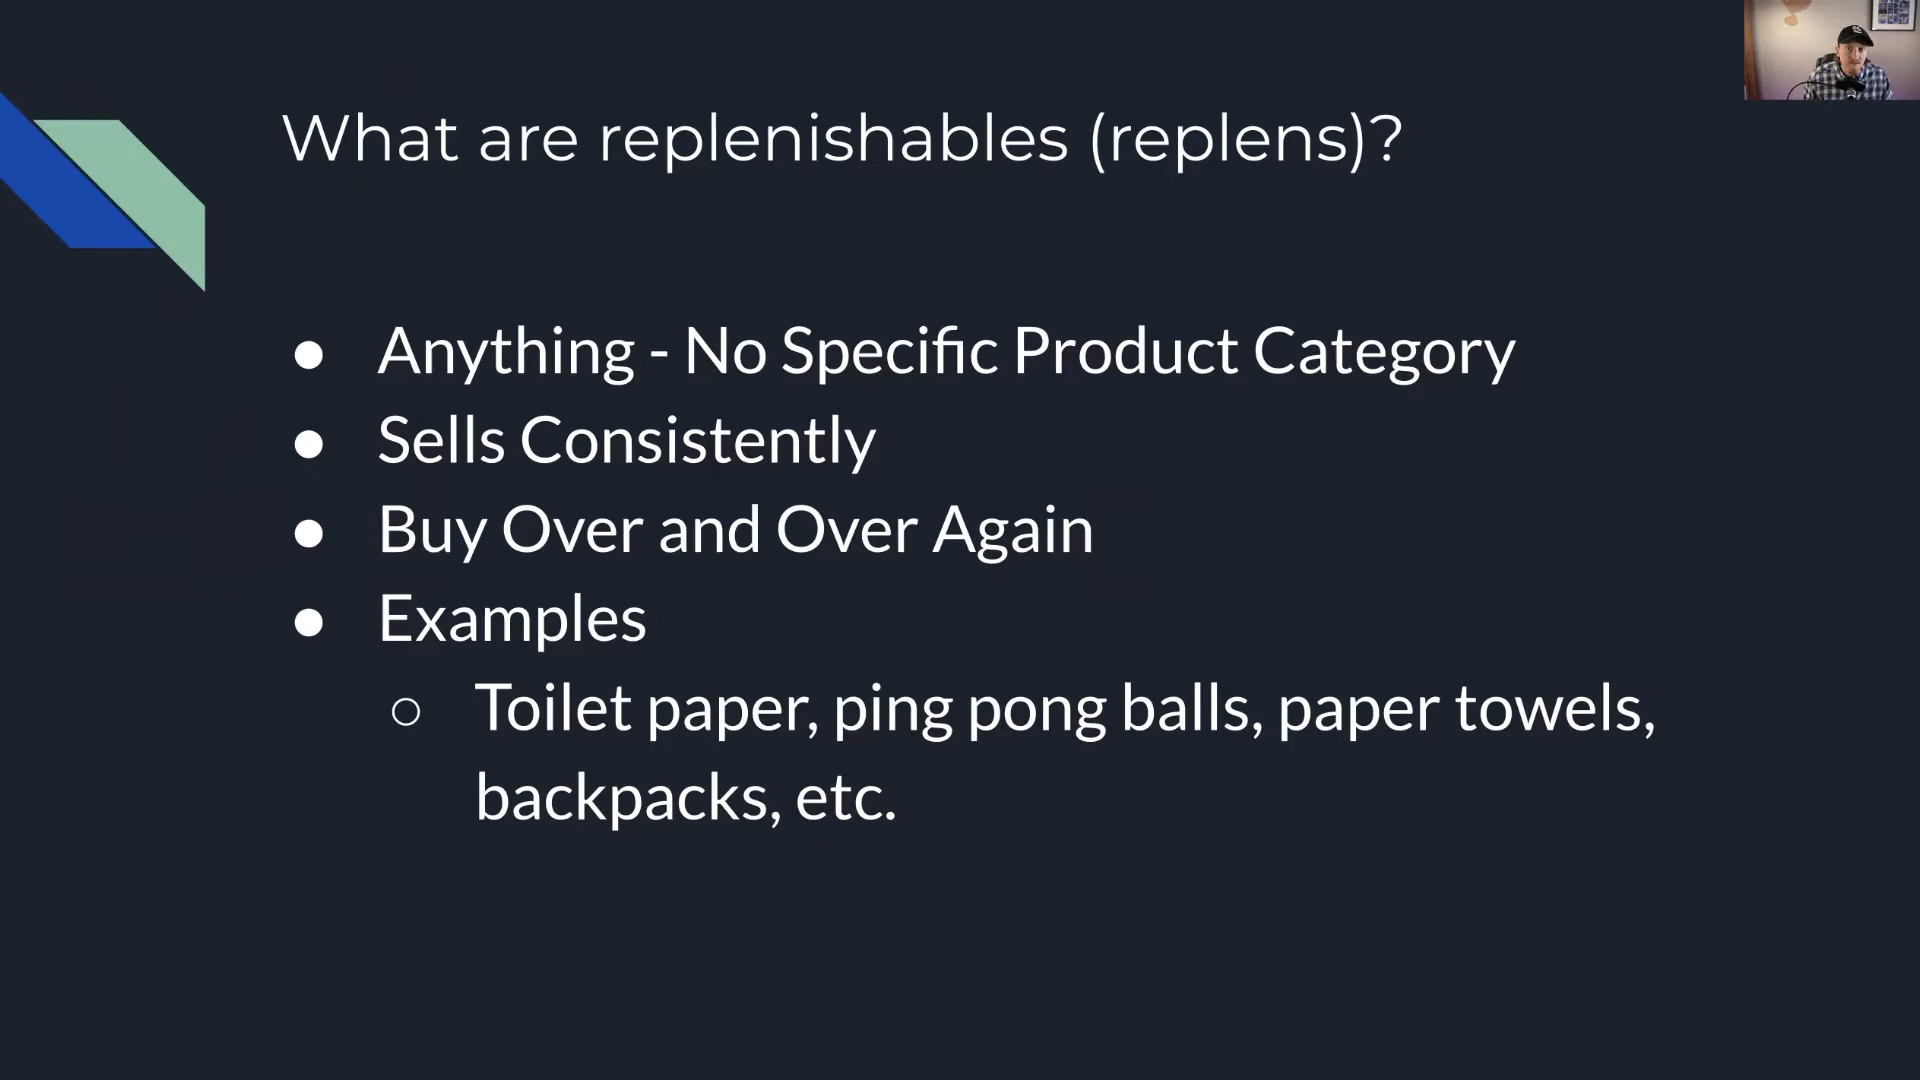 What are replenishables (replens)?
● Anything - No Specific Product Category
● Sells Consistently
● Buy Over and Over Again
● Examples
○ Toilet paper, ping pong balls, paper towels,
backpacks, etc.